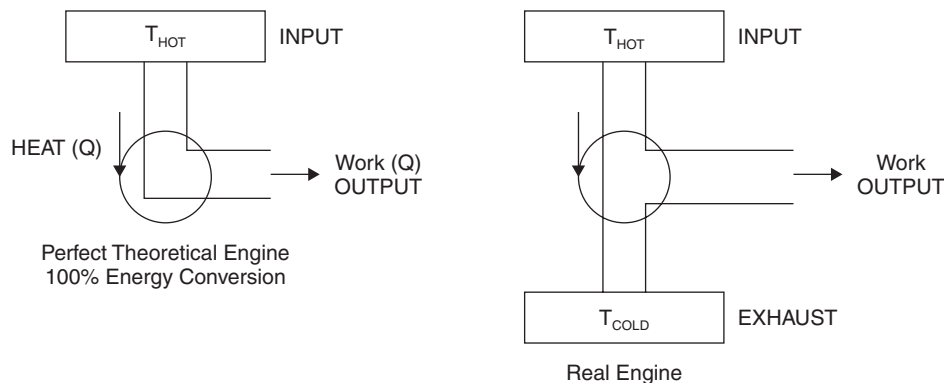 T_HOT
INPUT
HEAT (Q)
Work (Q)
OUTPUT
Perfect Theoretical Engine
100% Energy Conversion
T_HOT
INPUT
Work
OUTPUT
T_COLD
EXHAUST
Real Engine